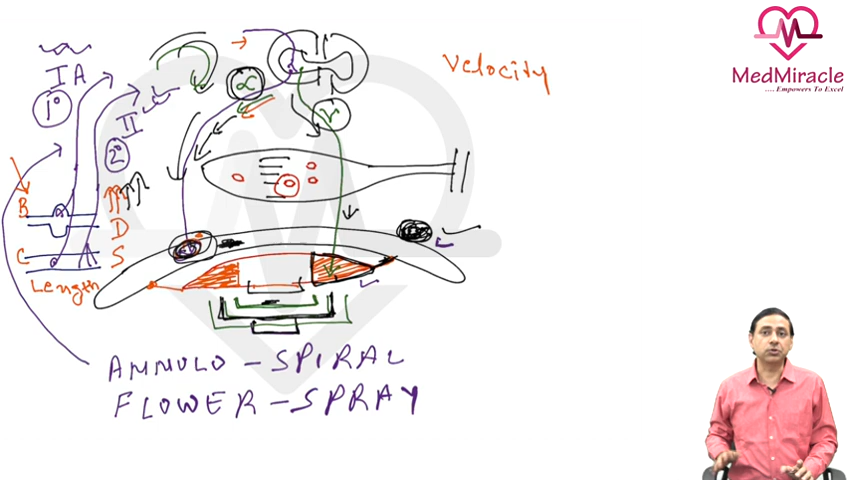 MedMiracle
.... Empowers To Excel
Velocity
IA
1°
II
2°
α
γ
B
D
C
S
Length
ANNULO - SPIRAL
FLOWER - SPRAY